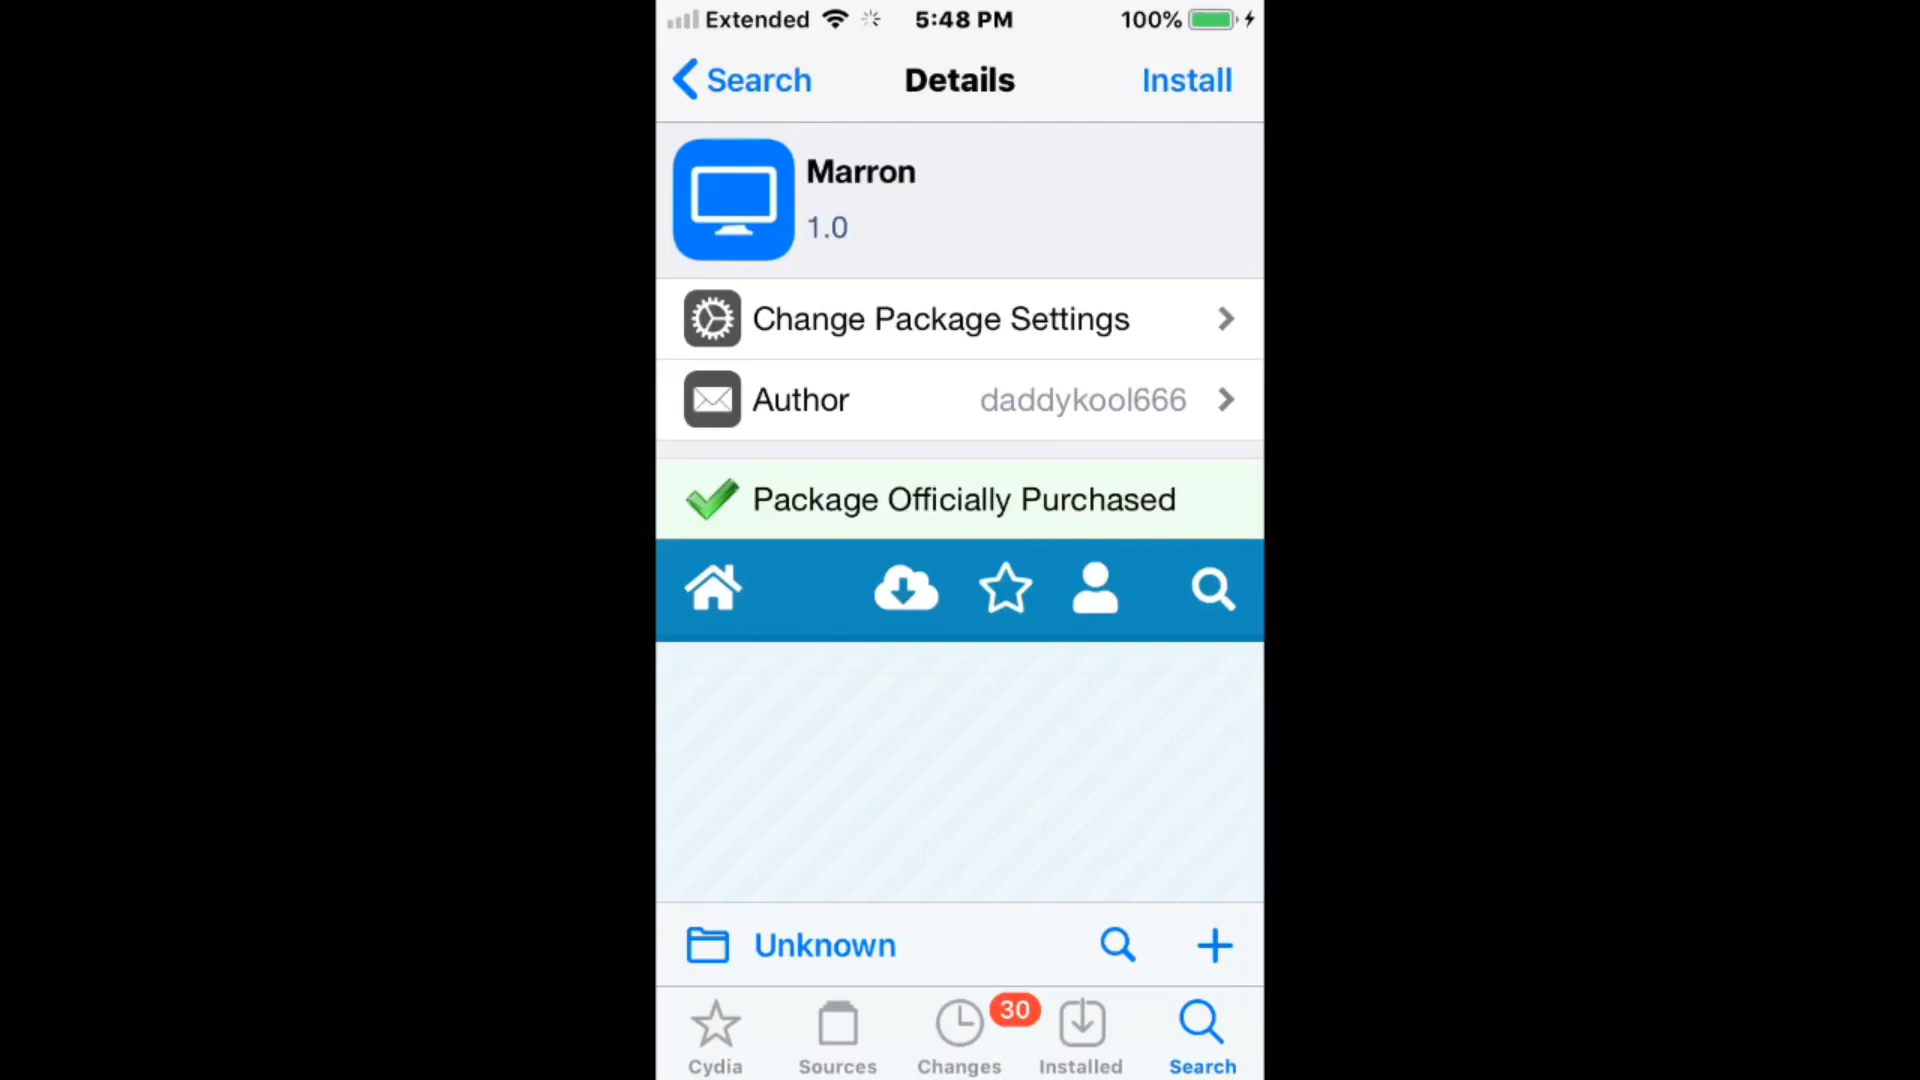 Extended 5:48 PM 100%
Search Details Install
Marron
1.0
Change Package Settings
Author daddykool666
Package Officially Purchased
Unknown
30
Cydia Sources Changes Installed Search